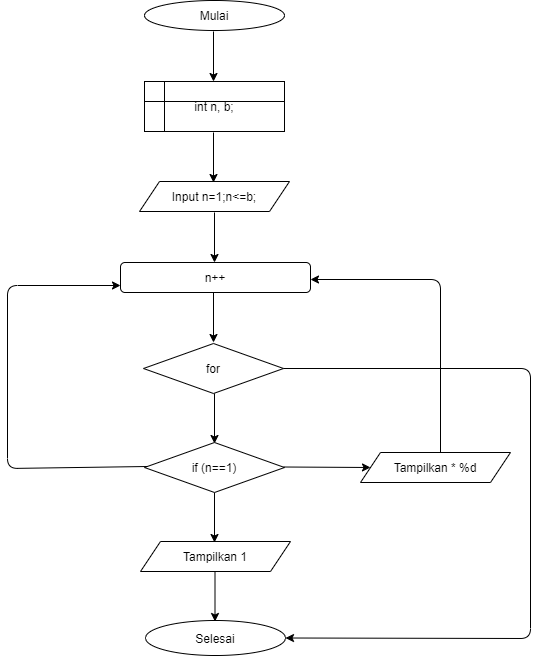 Mulai
int n, b;
Input n=1;n<=b;
n++
for
if (n==1)
Tampilkan * %d
Tampilkan 1
Selesai